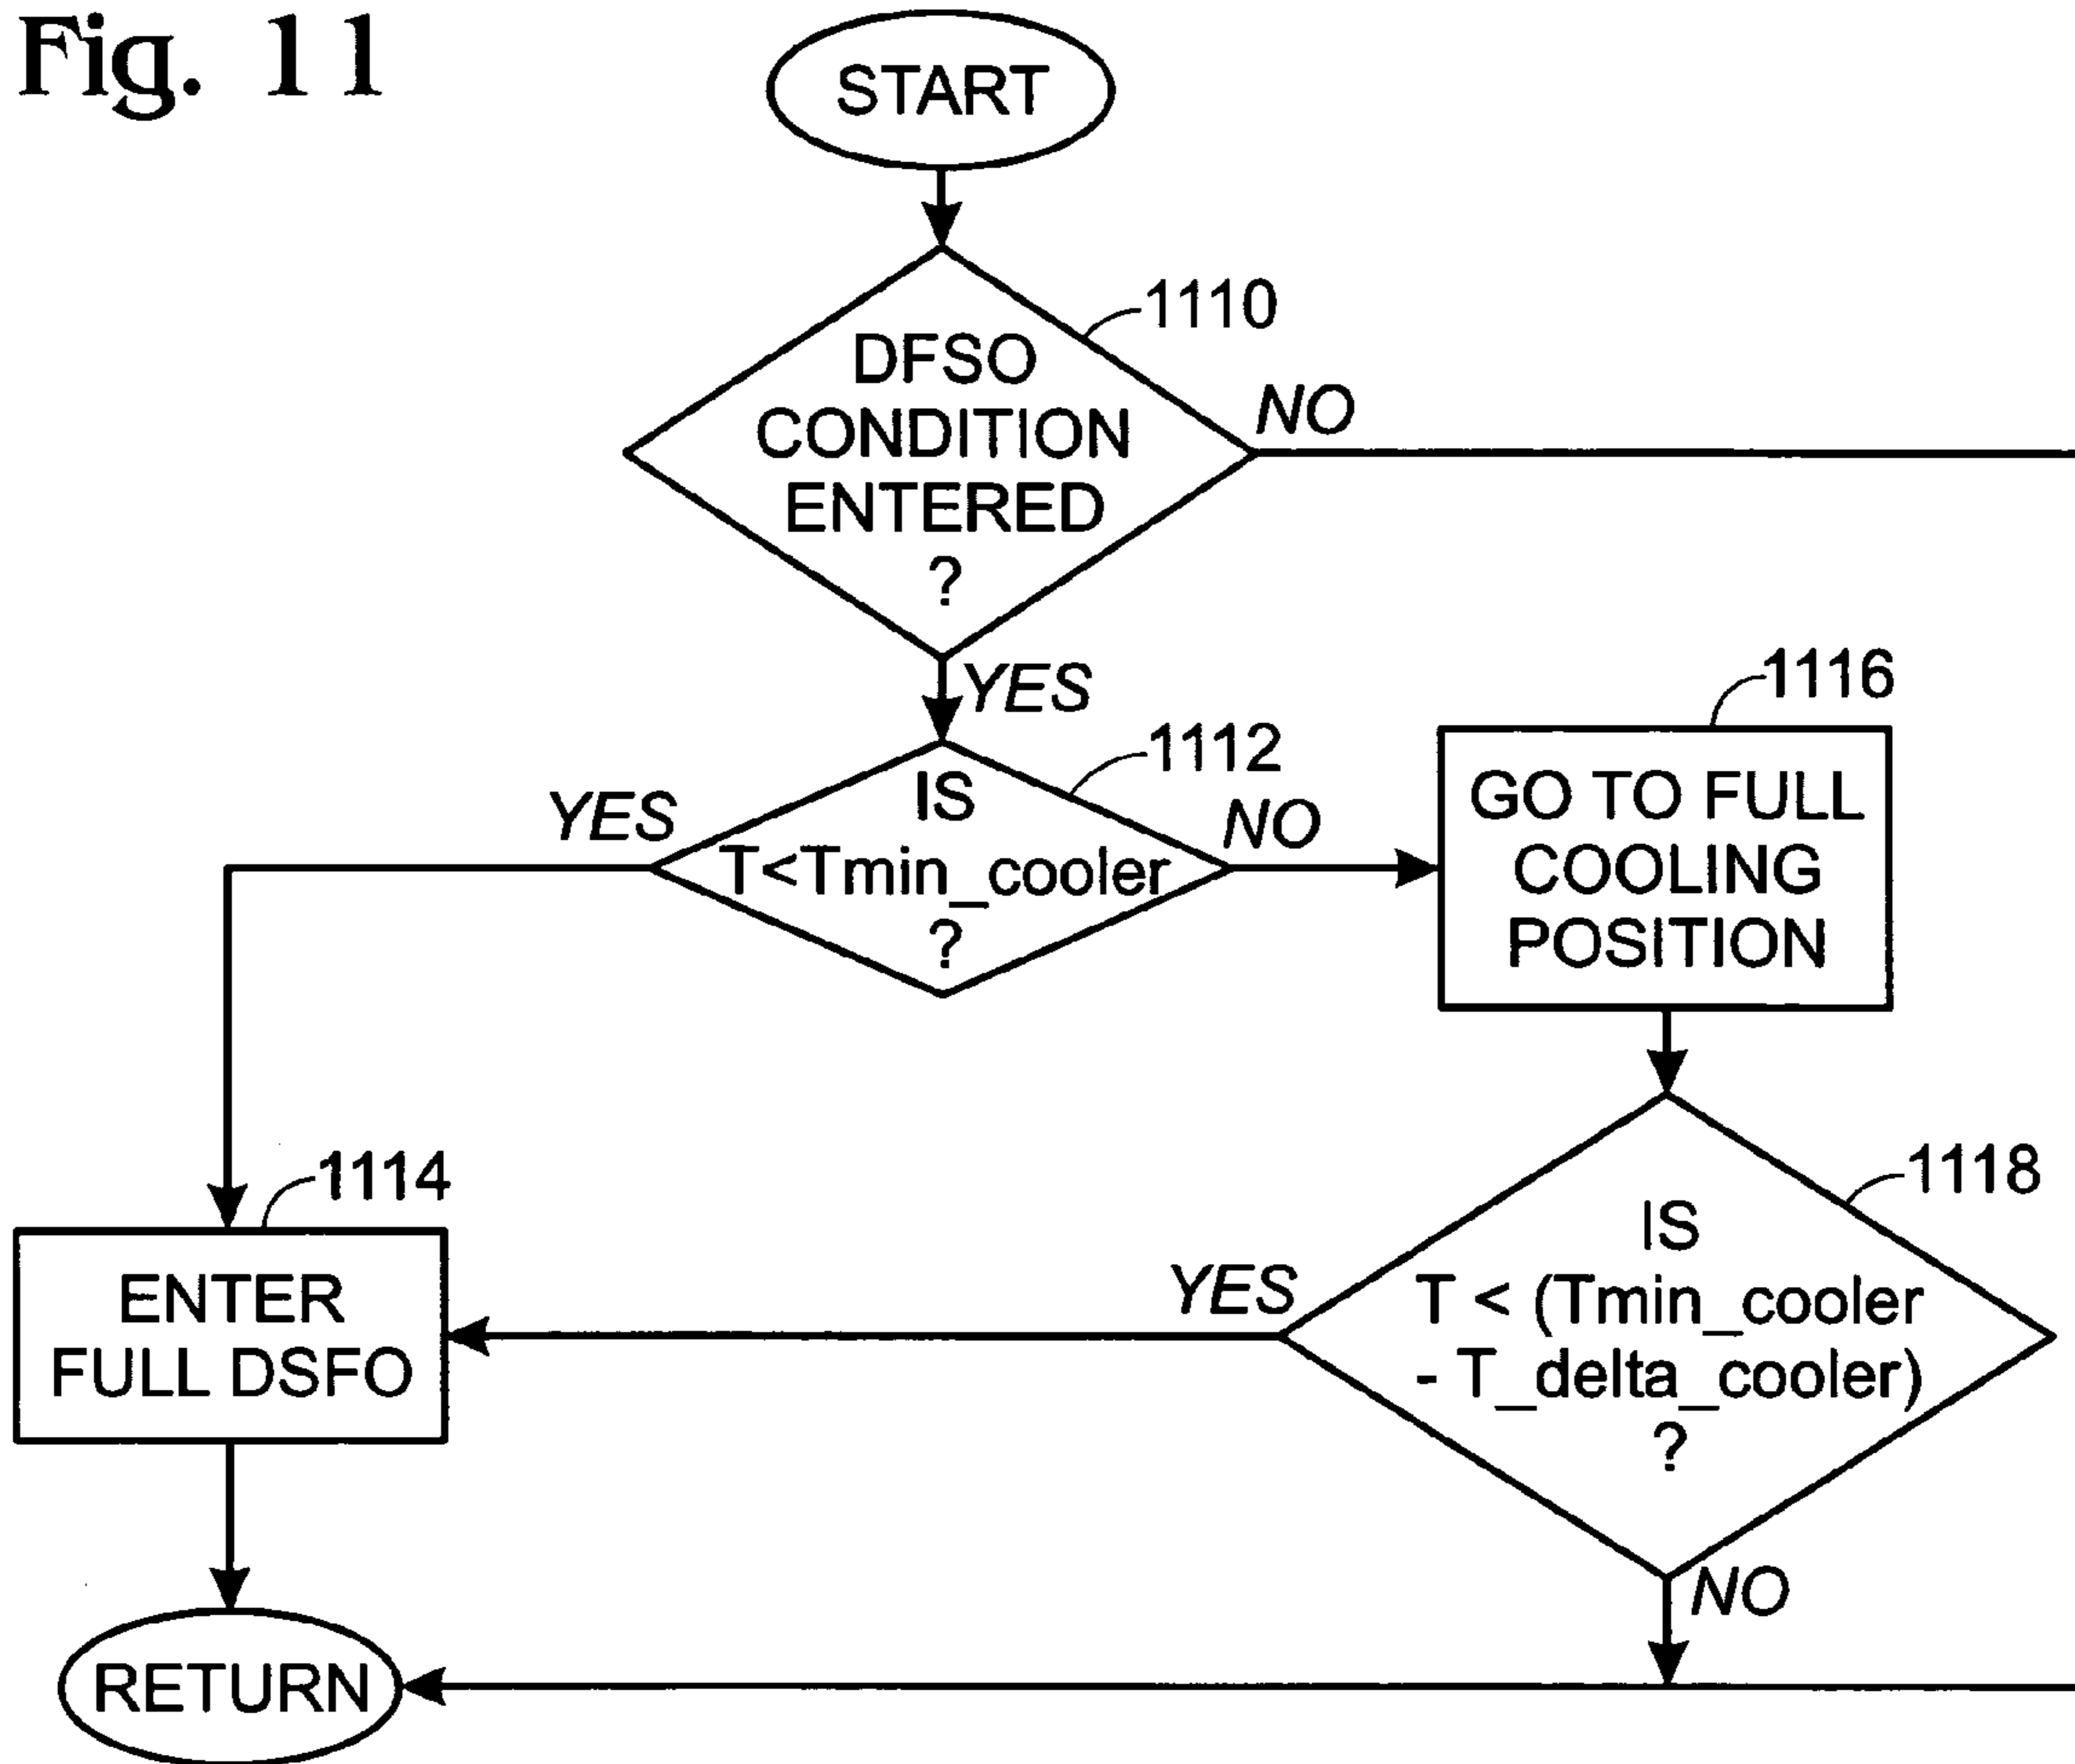 Fig. 11
START
1110
DFSO
CONDITION
ENTERED
?
NO
YES
1112
IS
T<Tmin_cooler
?
YES
NO
1116
GO TO FULL
COOLING
POSITION
1114
ENTER
FULL DSFO
1118
IS
T < (Tmin_cooler
- T_delta_cooler)
?
YES
NO
RETURN